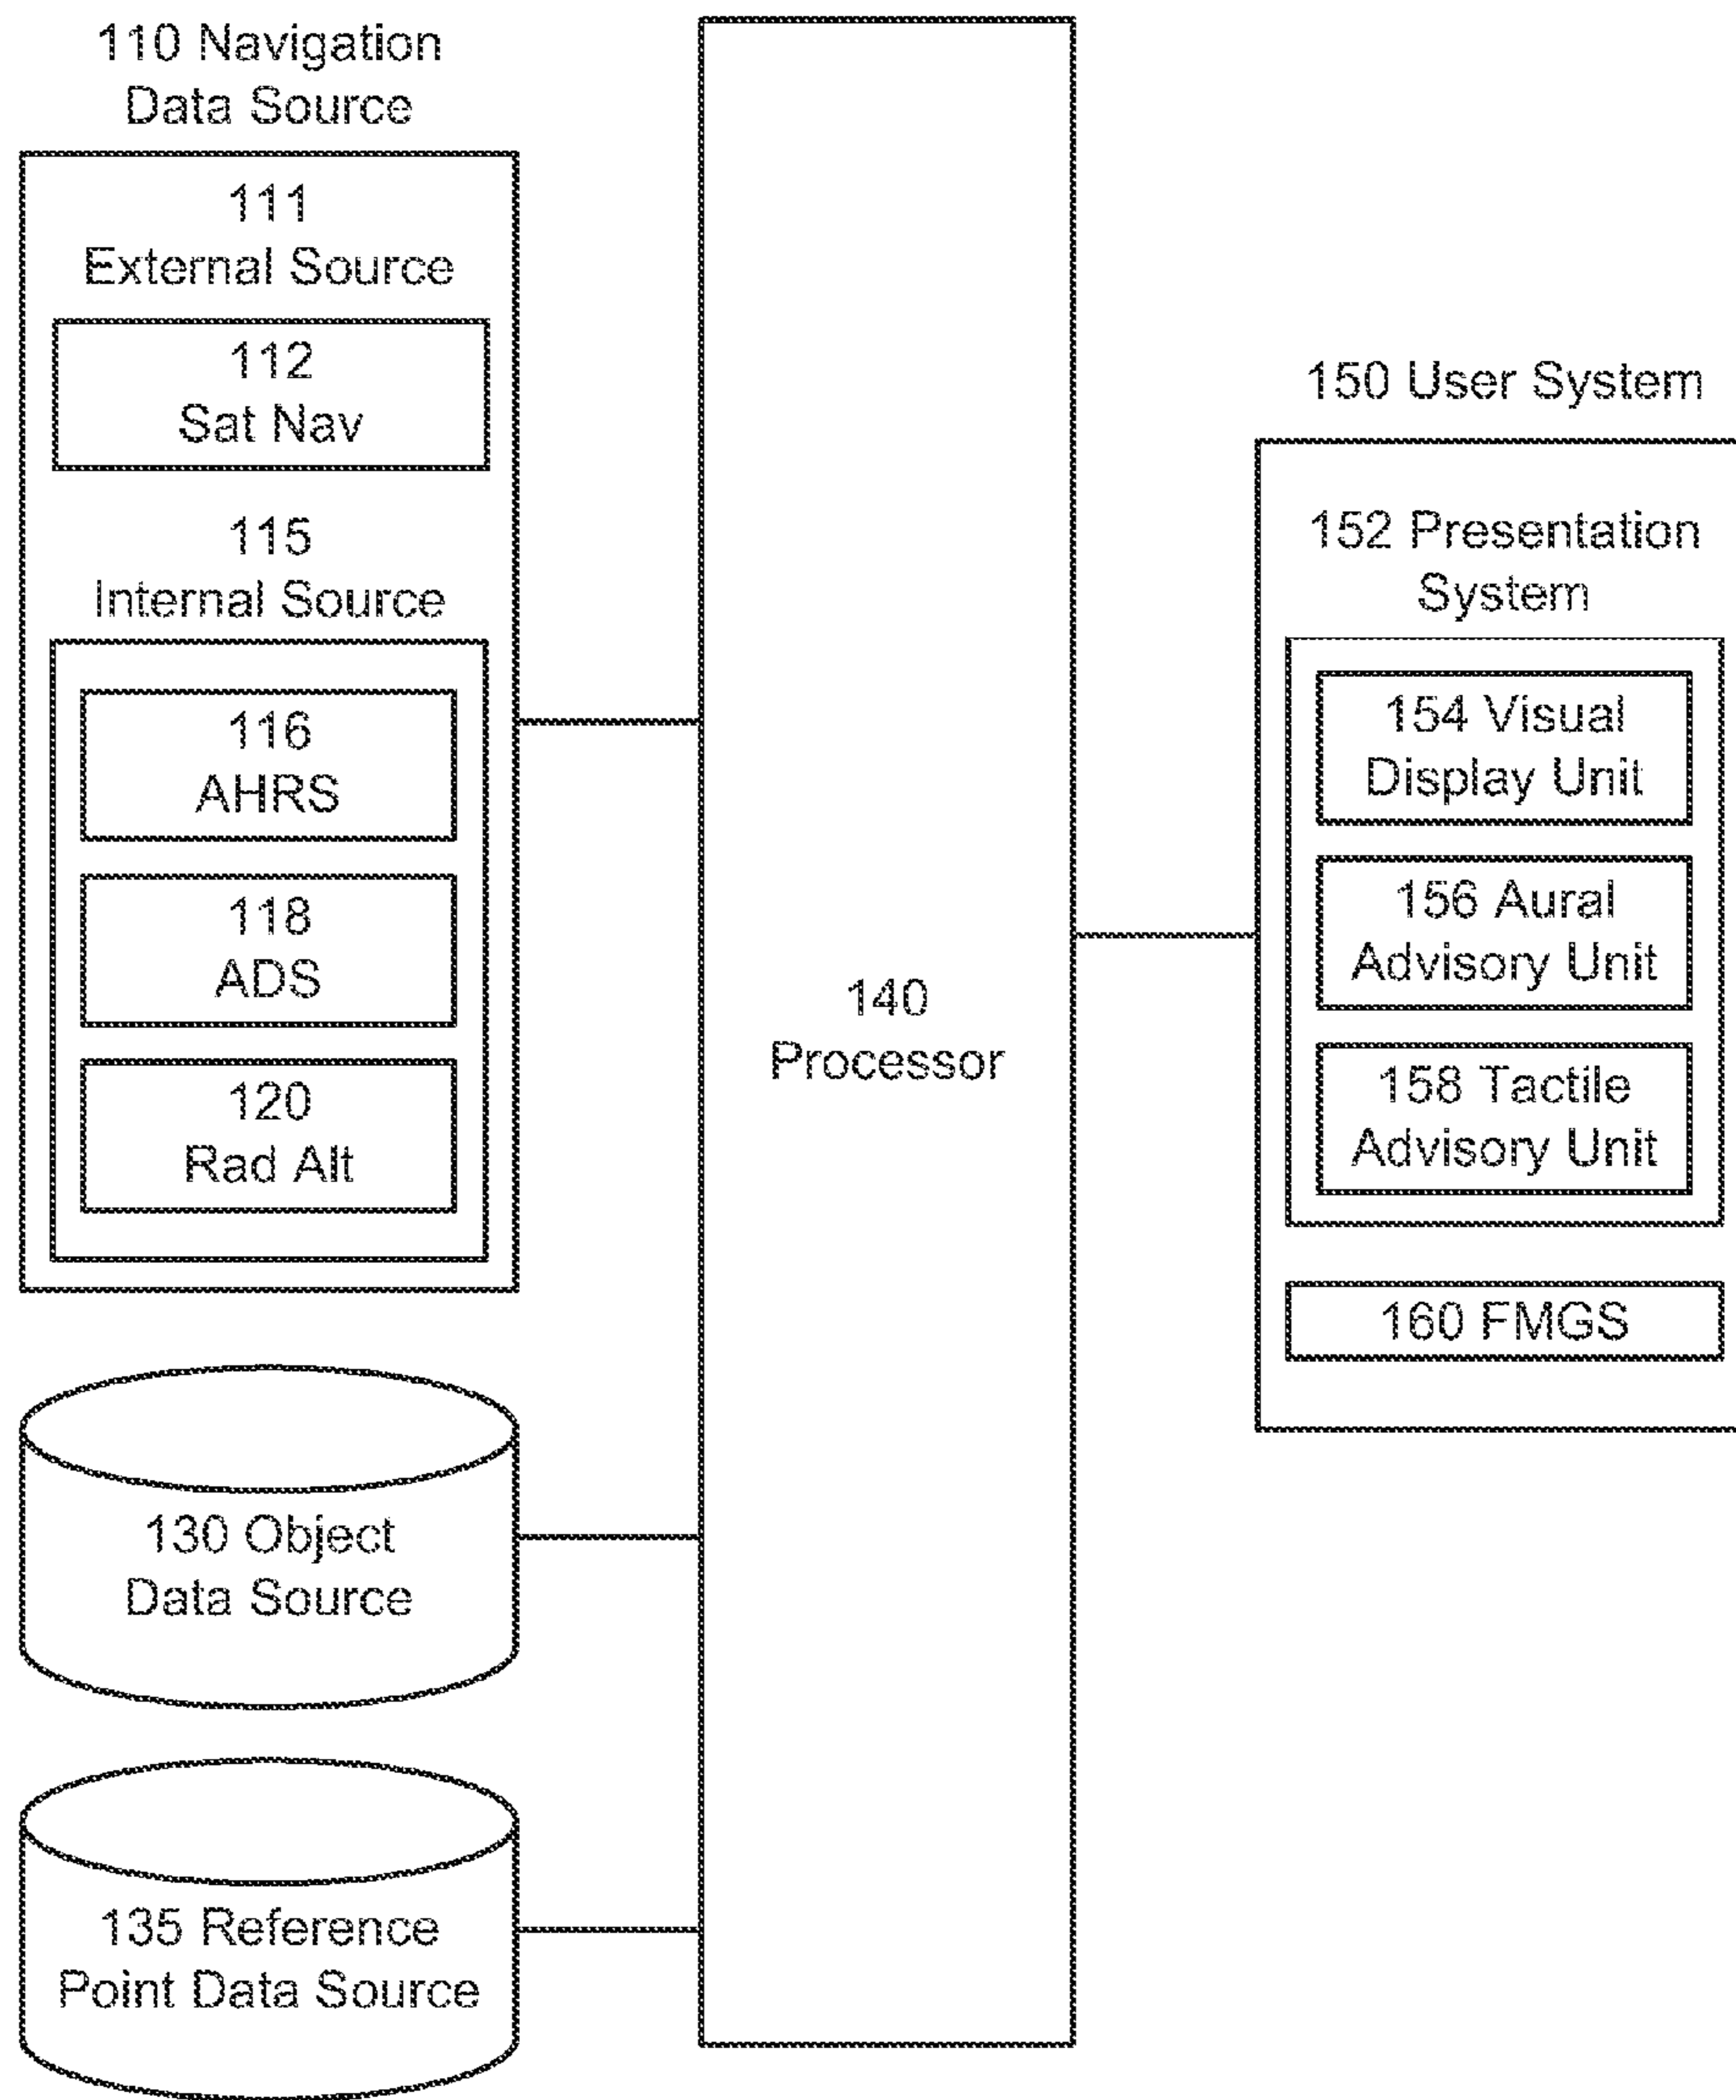 110 Navigation
Data Source
111
External Source
112
Sat Nav
115
Internal Source
116
AHRS
118
ADS
120
Rad Alt
130 Object
Data Source
135 Reference
Point Data Source
140
Processor
150 User System
152 Presentation
System
154 Visual
Display Unit
156 Aural
Advisory Unit
158 Tactile
Advisory Unit
160 FMGS